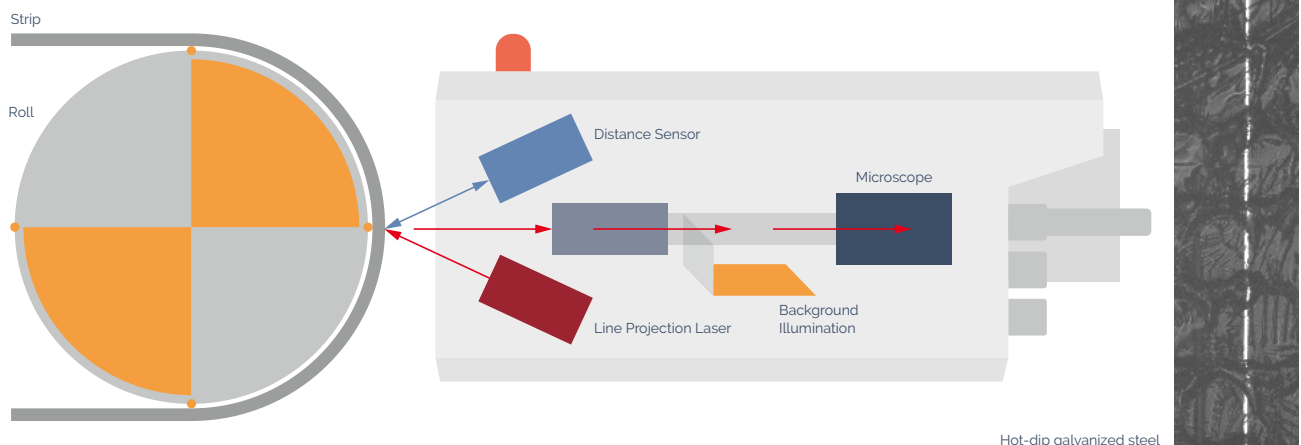 Strip
Roll
Distance Sensor
Microscope
Background
Illumination
Line Projection Laser
Hot-dip galvanized steel